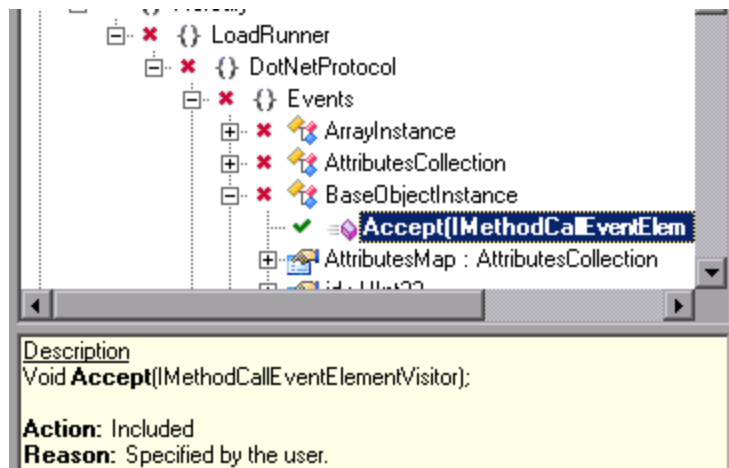 {} LoadRunner
{} DotNetProtocol
{} Events
ArrayInstance
AttributesCollection
BaseObjectInstance
Accept(IMethodCallEventElem
AttributesMap : AttributesCollection
Description
Void Accept(IMethodCallEventElementVisitor);
Action: Included
Reason: Specified by the user.